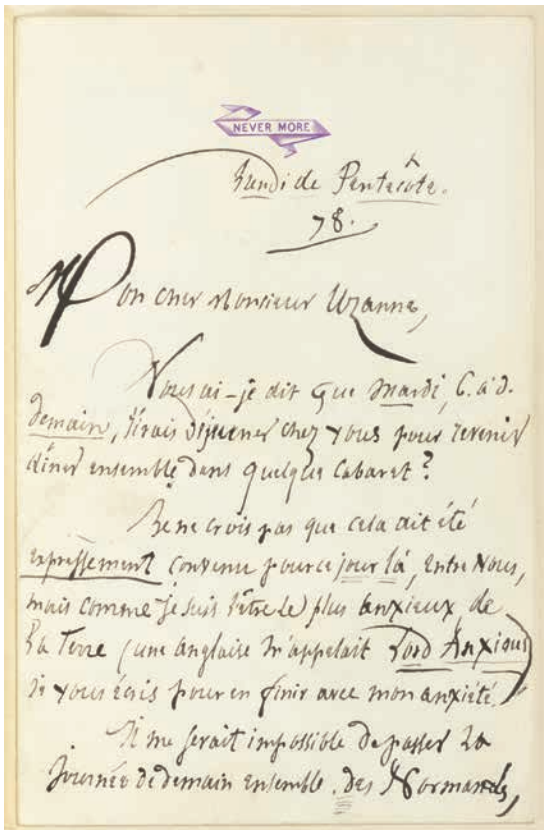 NEVER MORE
Lundi de Pentecôte.
78.
Mon cher Monsieur Uzanne,
Vous ai-je dit que Mardi, C. à d.
demain, j'irais déjeuner chez vous pour revenir
dîner ensemble dans quelque Cabaret ?
Je ne crois pas que cela ait été
expressément convenu pour ce jour là, entre Nous,
mais comme je suis l'être le plus anxieux de
la Terre (une anglaise m'appelait Lord Anxious)
je vous écris pour en finir avec mon anxiété.
Il me serait impossible de passer la
Journée de demain ensemble. Des Normands,